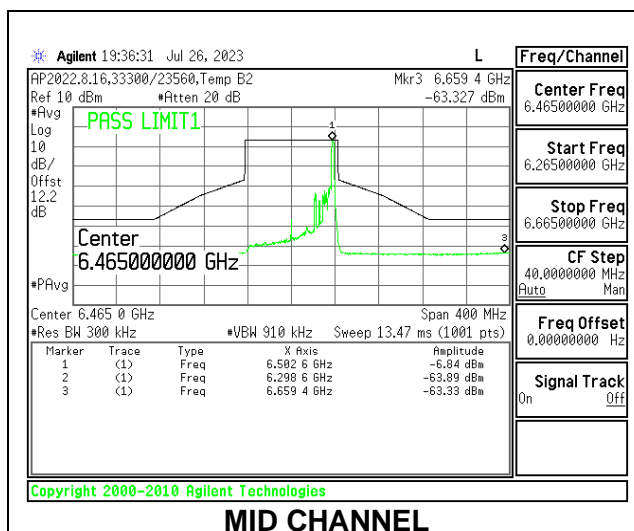 Agilent 19:36:31 Jul 26, 2023 L Freq/Channel
AP2022.8.16,33300/23560,Temp B2 Mkr3 6.659 4 GHz
Ref 10 dBm #Atten 20 dB -63.327 dBm
#Avg
Log
10
dB/
Offst
12.2
dB
#PAvg
PASS LIMIT1
1
3
Center
6.465000000 GHz
Center 6.465 0 GHz Span 400 MHz
#Res BW 300 kHz #VBW 910 kHz Sweep 13.47 ms (1001 pts)
Marker Trace Type X Axis Amplitude
1 (1) Freq 6.502 6 GHz -6.84 dBm
2 (1) Freq 6.298 6 GHz -63.89 dBm
3 (1) Freq 6.659 4 GHz -63.33 dBm
Center Freq
6.46500000 GHz
Start Freq
6.26500000 GHz
Stop Freq
6.66500000 GHz
CF Step
40.0000000 MHz
Auto Man
Freq Offset
0.00000000 Hz
Signal Track
On Off
Copyright 2000-2010 Agilent Technologies
MID CHANNEL